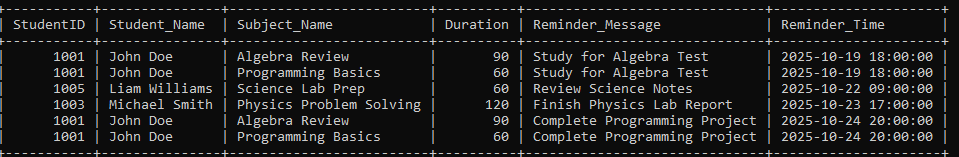 StudentID | Student_Name | Subject_Name | Duration | Reminder_Message | Reminder_Time
1001 | John Doe | Algebra Review | 90 | Study for Algebra Test | 2025-10-19 18:00:00
1001 | John Doe | Programming Basics | 60 | Study for Algebra Test | 2025-10-19 18:00:00
1005 | Liam Williams | Science Lab Prep | 60 | Review Science Notes | 2025-10-22 09:00:00
1003 | Michael Smith | Physics Problem Solving | 120 | Finish Physics Lab Report | 2025-10-23 17:00:00
1001 | John Doe | Algebra Review | 90 | Complete Programming Project | 2025-10-24 20:00:00
1001 | John Doe | Programming Basics | 60 | Complete Programming Project | 2025-10-24 20:00:00